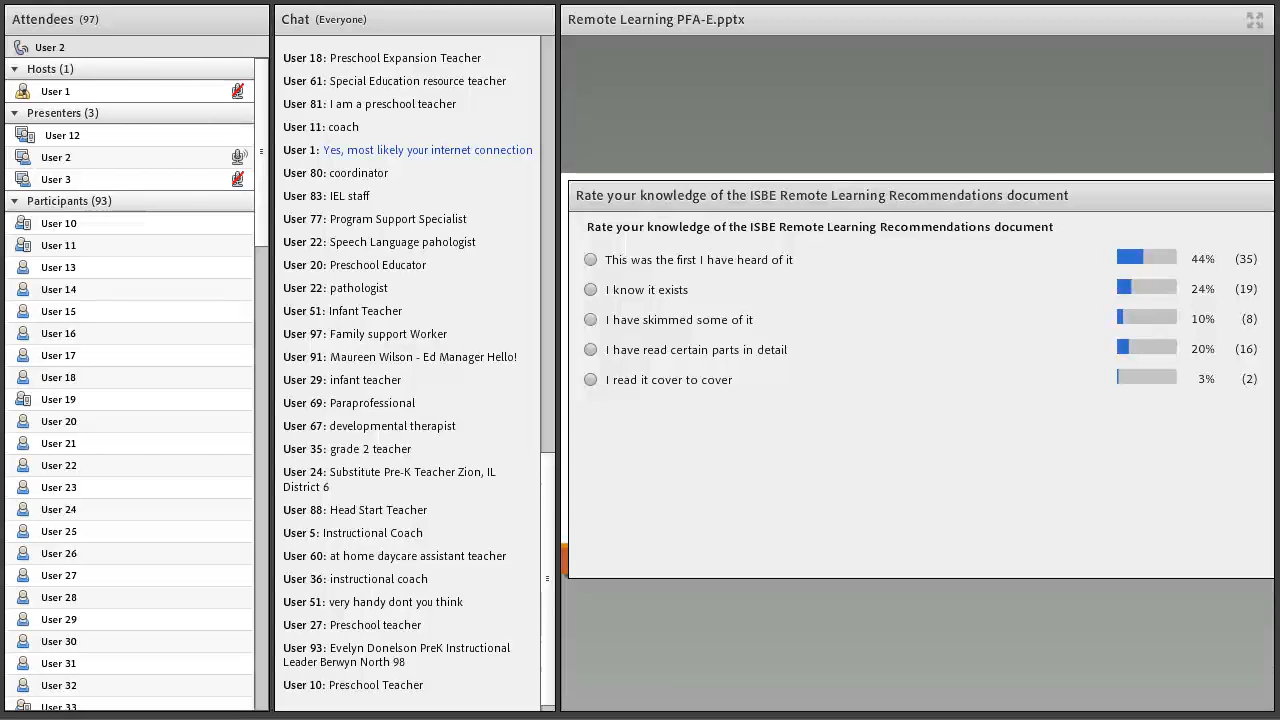 Attendees (97)
User 2
Hosts (1)
User 1
Presenters (3)
User 12
User 2
User 3
Participants (93)
User 10
User 11
User 13
User 14
User 15
User 16
User 17
User 18
User 19
User 20
User 21
User 22
User 23
User 24
User 25
User 26
User 27
User 28
User 29
User 30
User 31
User 32
User 33
Chat (Everyone)
User 18: Preschool Expansion Teacher
User 61: Special Education resource teacher
User 81: I am a preschool teacher
User 11: coach
User 1: Yes, most likely your internet connection
User 80: coordinator
User 83: IEL staff
User 77: Program Support Specialist
User 22: Speech Language pahologist
User 20: Preschool Educator
User 22: pathologist
User 51: Infant Teacher
User 97: Family support Worker
User 91: Maureen Wilson - Ed Manager Hello!
User 29: infant teacher
User 69: Paraprofessional
User 67: developmental therapist
User 35: grade 2 teacher
User 24: Substitute Pre-K Teacher Zion, IL
District 6
User 88: Head Start Teacher
User 5: Instructional Coach
User 60: at home daycare assistant teacher
User 36: instructional coach
User 51: very handy dont you think
User 27: Preschool teacher
User 93: Evelyn Donelson PreK Instructional
Leader Berwyn North 98
User 10: Preschool Teacher
Remote Learning PFA-E.pptx
Rate your knowledge of the ISBE Remote Learning Recommendations document
Rate your knowledge of the ISBE Remote Learning Recommendations document
This was the first I have heard of it 44% (35)
I know it exists 24% (19)
I have skimmed some of it 10% (8)
I have read certain parts in detail 20% (16)
I read it cover to cover 3% (2)